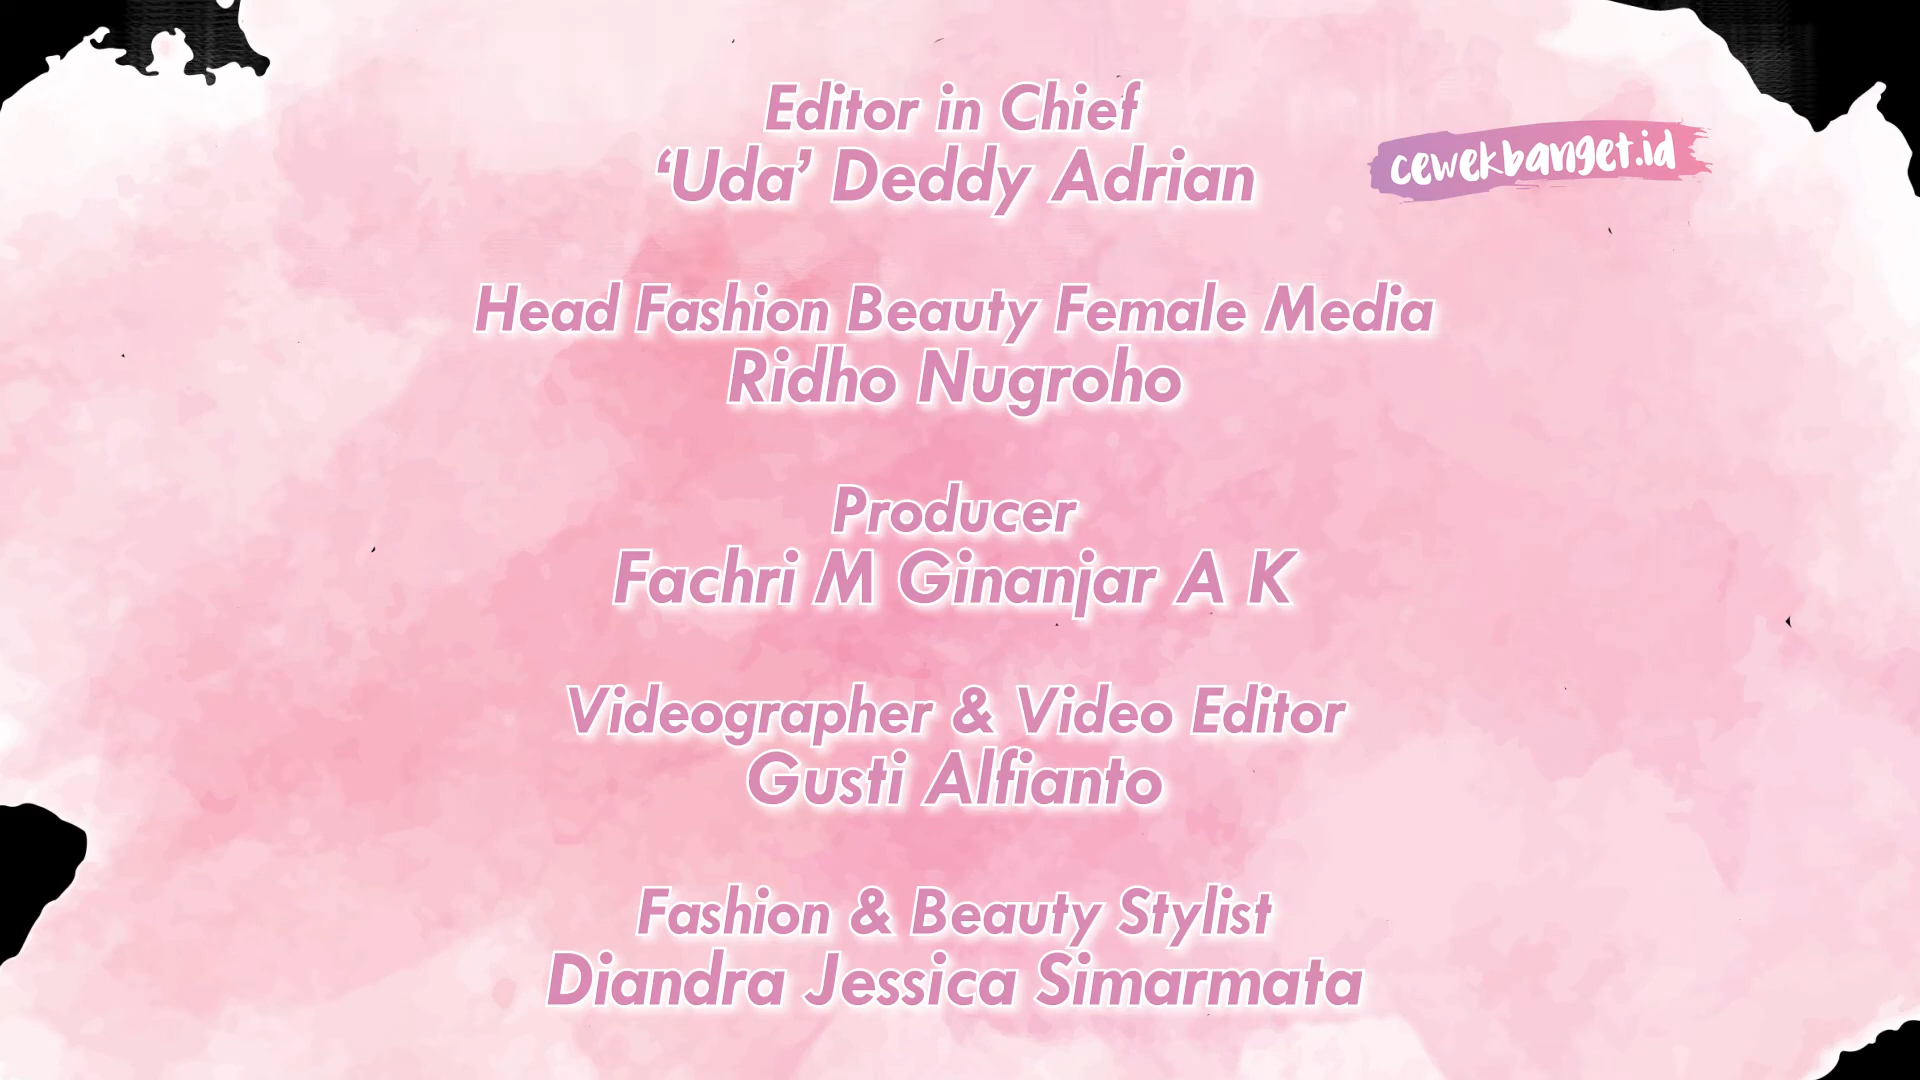 Editor in Chief
‘Uda’ Deddy Adrian
cewekbanget.id
Head Fashion Beauty Female Media
Ridho Nugroho
Producer
Fachri M Ginanjar A K
Videographer & Video Editor
Gusti Alfianto
Fashion & Beauty Stylist
Diandra Jessica Simarmata